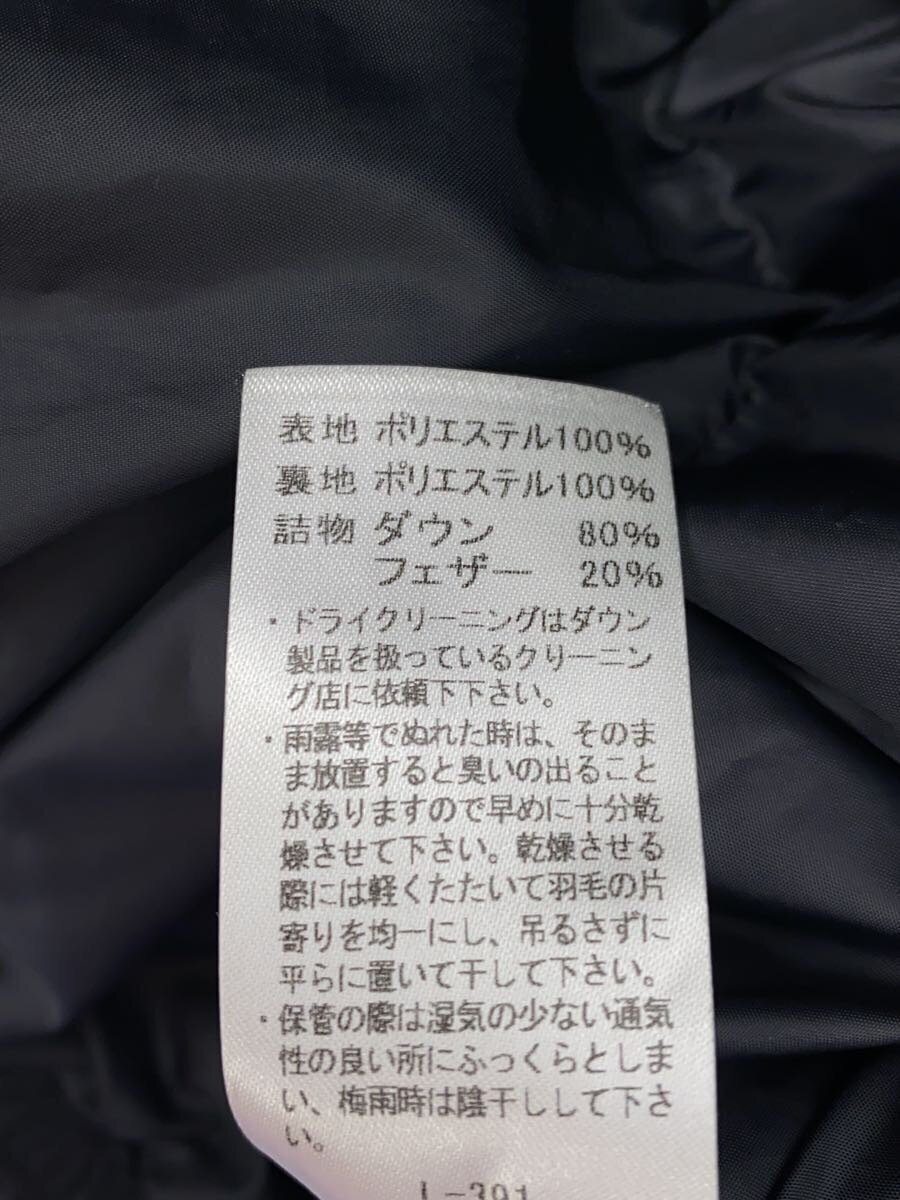 表地 ポリエステル100%
裏地 ポリエステル100%
詰物 ダウン 80%
フェザー 20%
・ドライクリーニングはダウン
製品を扱っているクリーニン
グ店に依頼下下さい。
・雨露等でぬれた時は、そのま
ま放置すると臭いの出ること
がありますので早めに十分乾
燥させて下さい。乾燥させる
際には軽くたたいて羽毛の片
寄りを均一にし、吊るさずに
平らに置いて干して下さい。
・保管の際は湿気の少ない通気
性の良い所にふっくらとしま
い、梅雨時は陰干しして下さ
い。
L-391